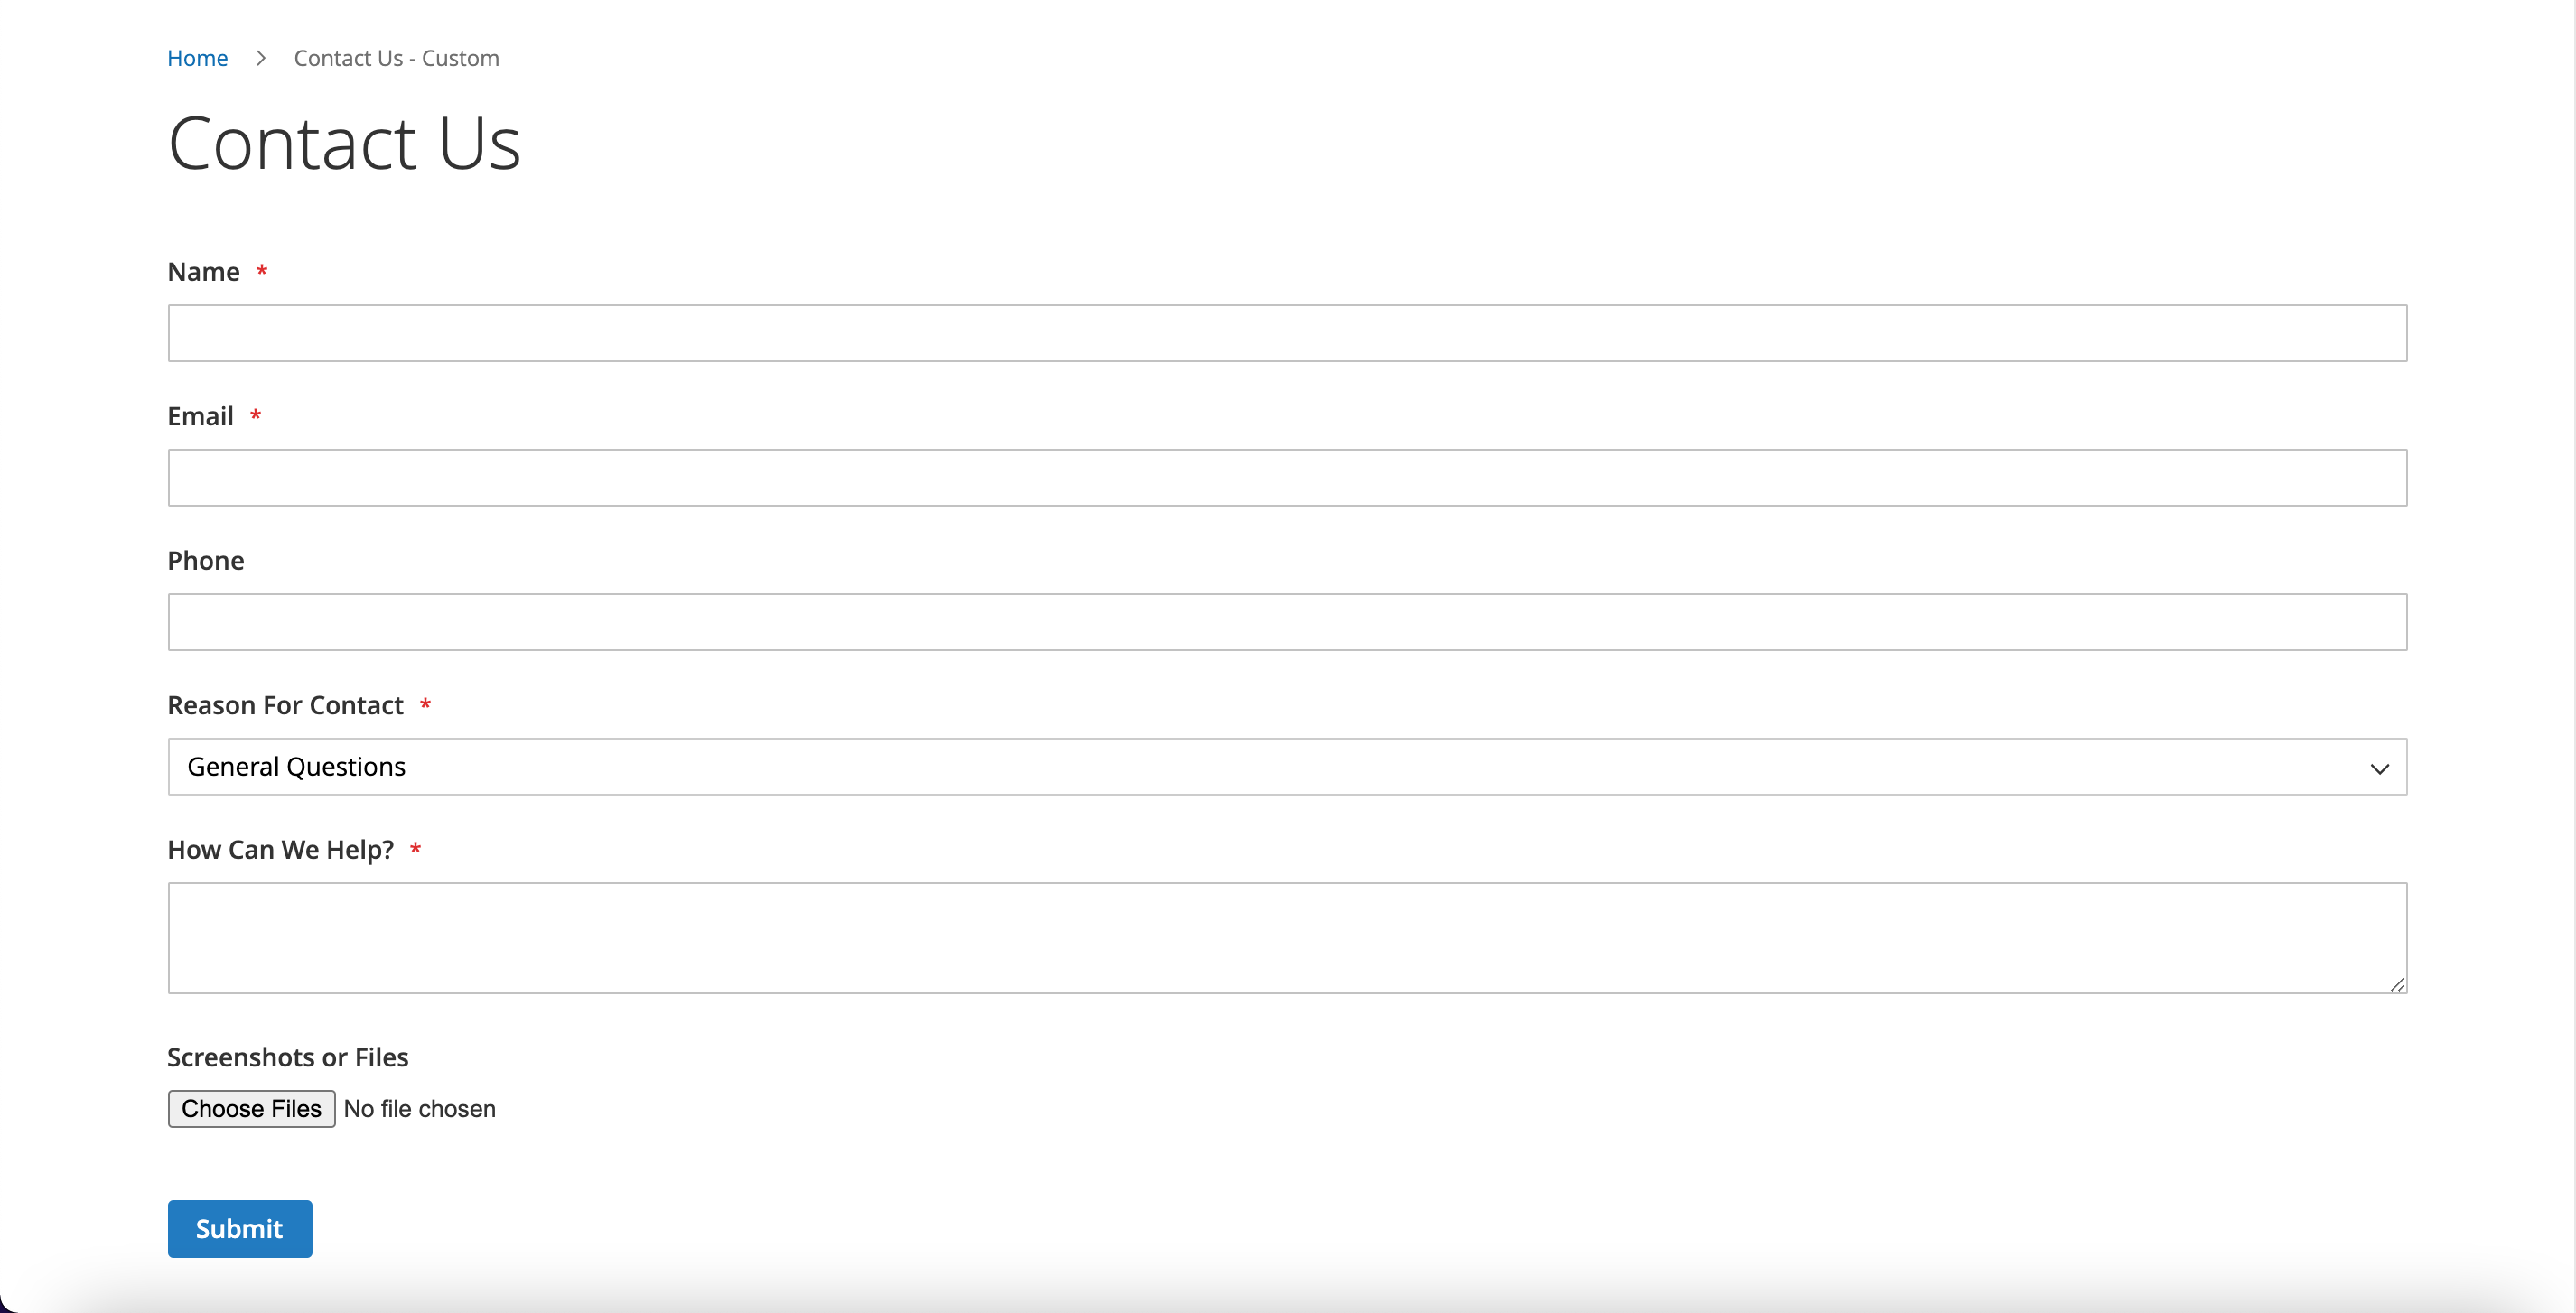 Home > Contact Us - Custom
Contact Us
Name *
Email *
Phone
Reason For Contact *
General Questions
How Can We Help? *
Screenshots or Files
Choose Files No file chosen
Submit